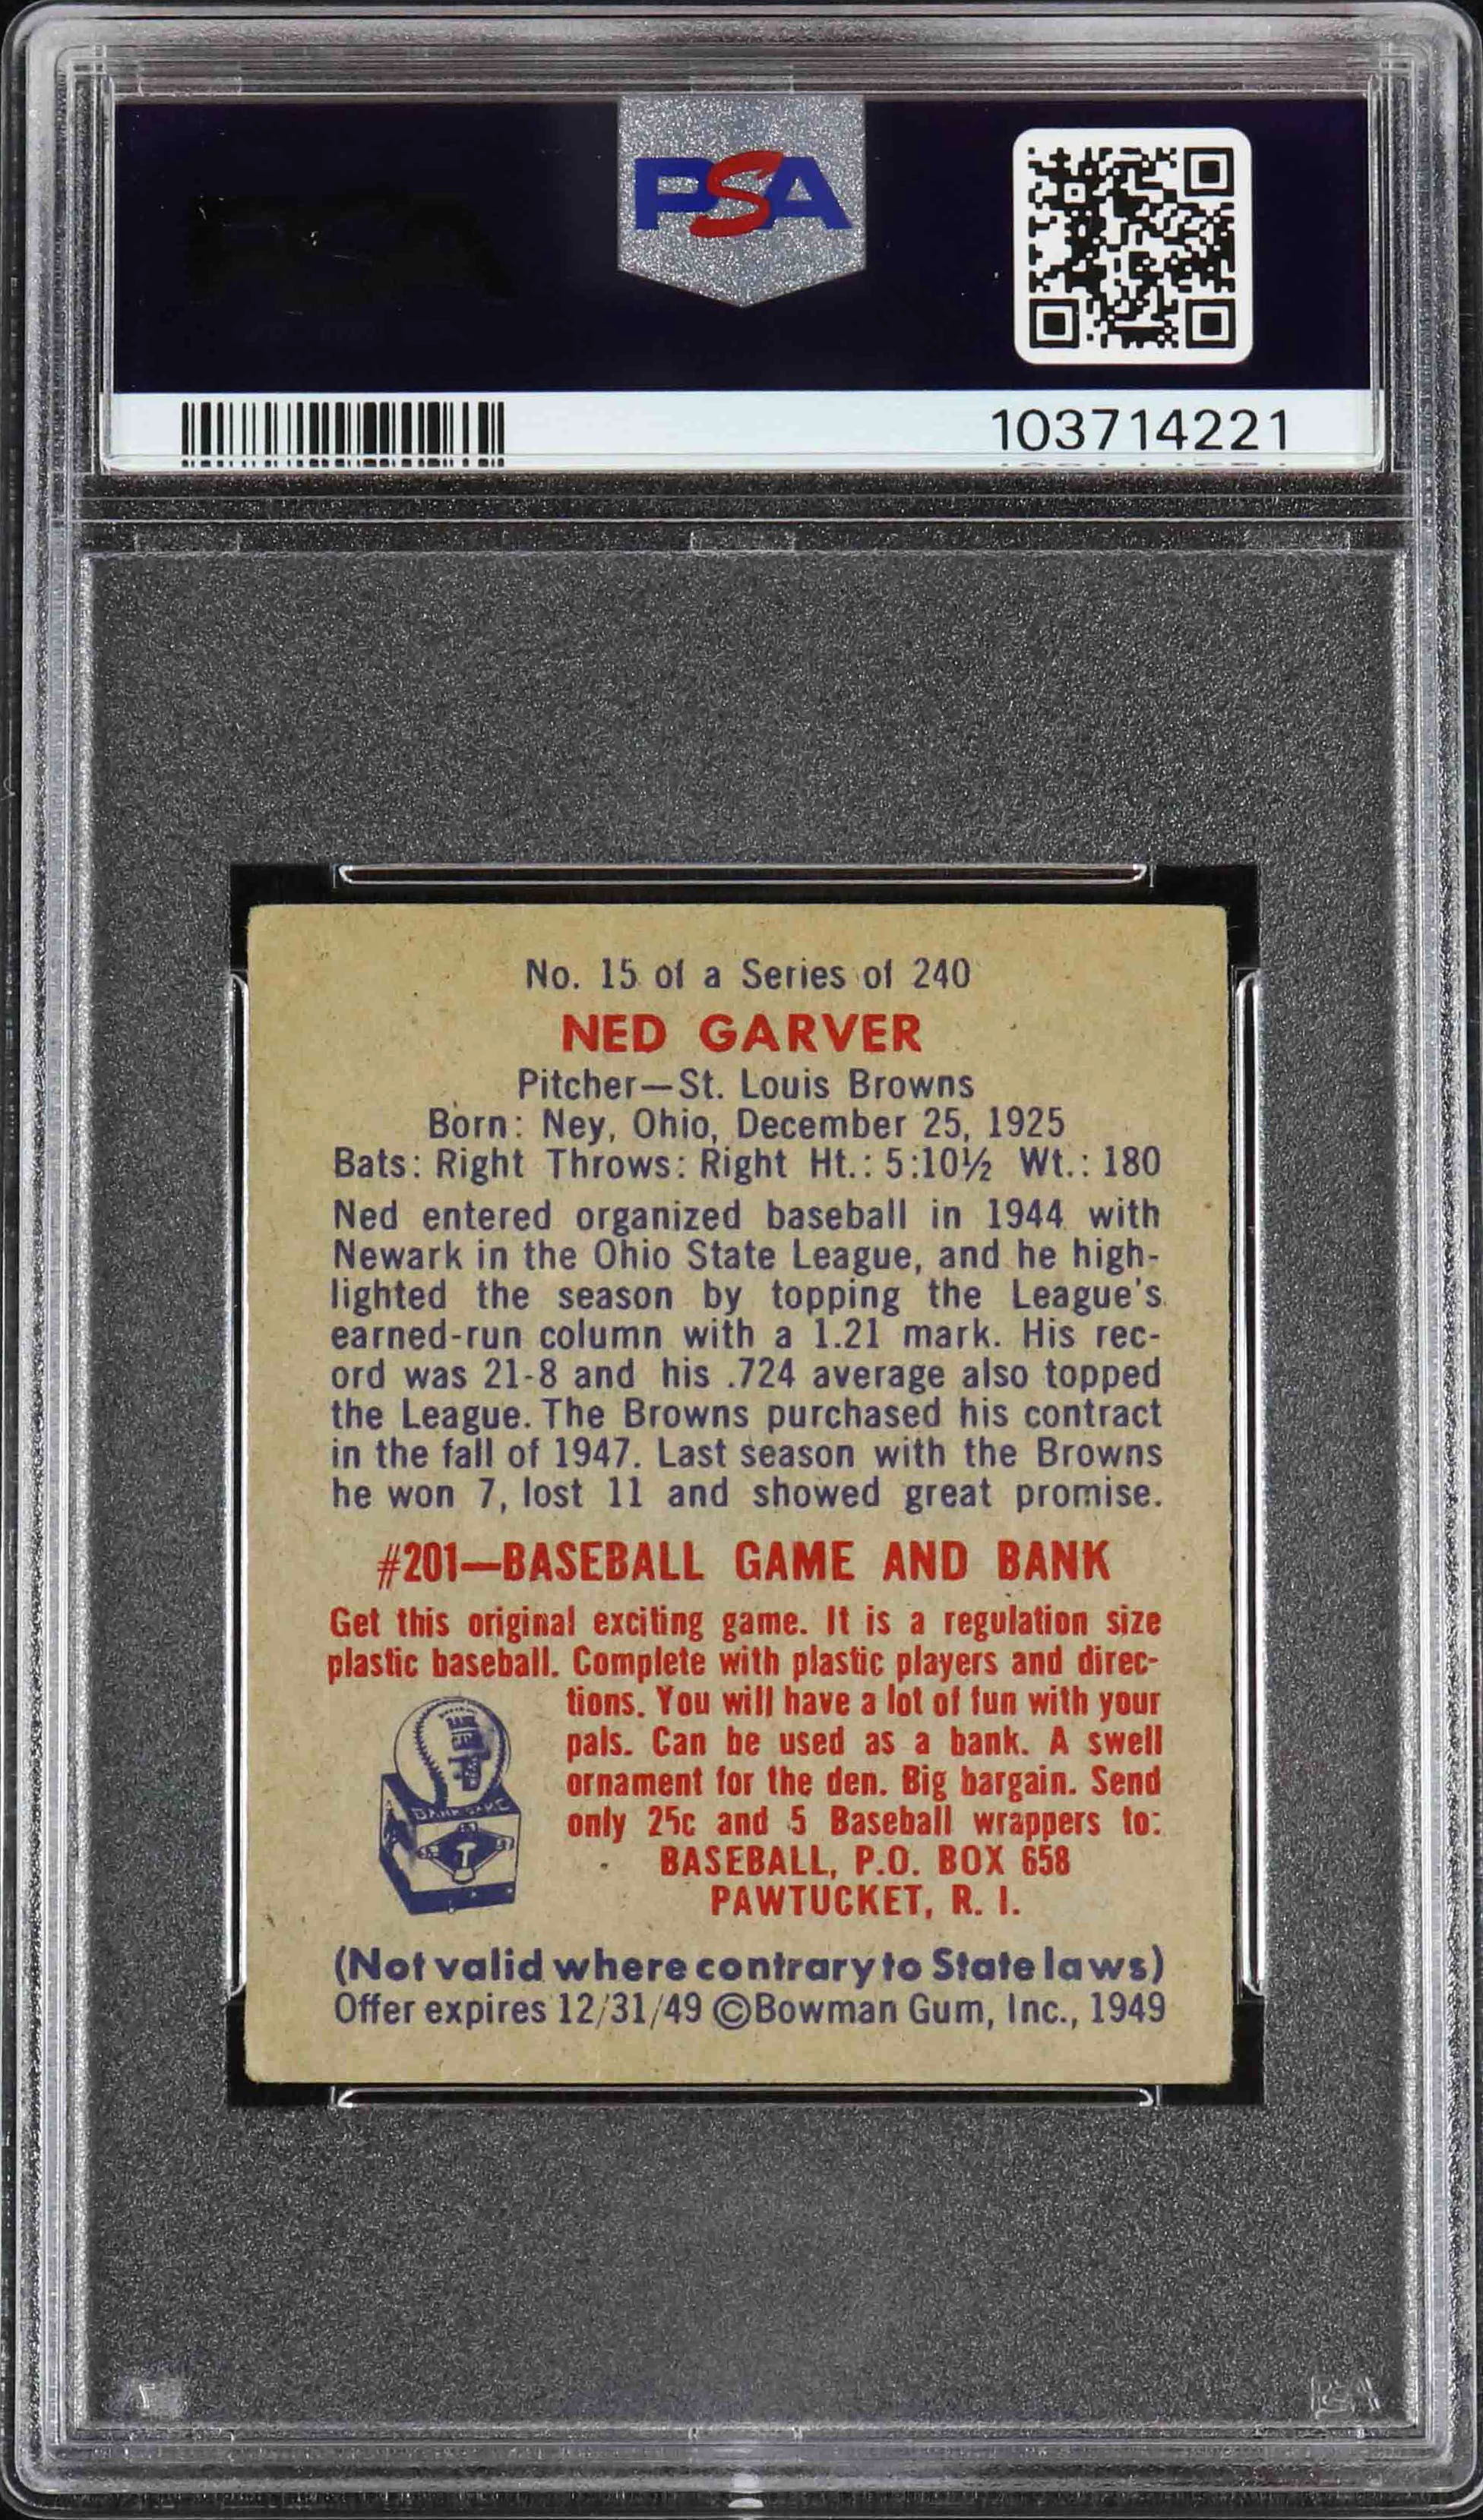 PSA
103714221
No. 15 of a Series of 240
NED GARVER
Pitcher—St. Louis Browns
Born: Ney, Ohio, December 25, 1925
Bats: Right Throws: Right Ht.: 5:10½ Wt.: 180
Ned entered organized baseball in 1944 with
Newark in the Ohio State League, and he high-
lighted the season by topping the League's
earned-run column with a 1.21 mark. His rec-
ord was 21-8 and his .724 average also topped
the League. The Browns purchased his contract
in the fall of 1947. Last season with the Browns
he won 7, lost 11 and showed great promise.
#201—BASEBALL GAME AND BANK
Get this original exciting game. It is a regulation size
plastic baseball. Complete with plastic players and direc-
tions. You will have a lot of fun with your
pals. Can be used as a bank. A swell
ornament for the den. Big bargain. Send
only 25c and 5 Baseball wrappers to:
BASEBALL, P.O. BOX 658
PAWTUCKET, R. I.
BANK GAME
(Not valid where contrary to State laws)
Offer expires 12/31/49 ©Bowman Gum, Inc., 1949
PSA